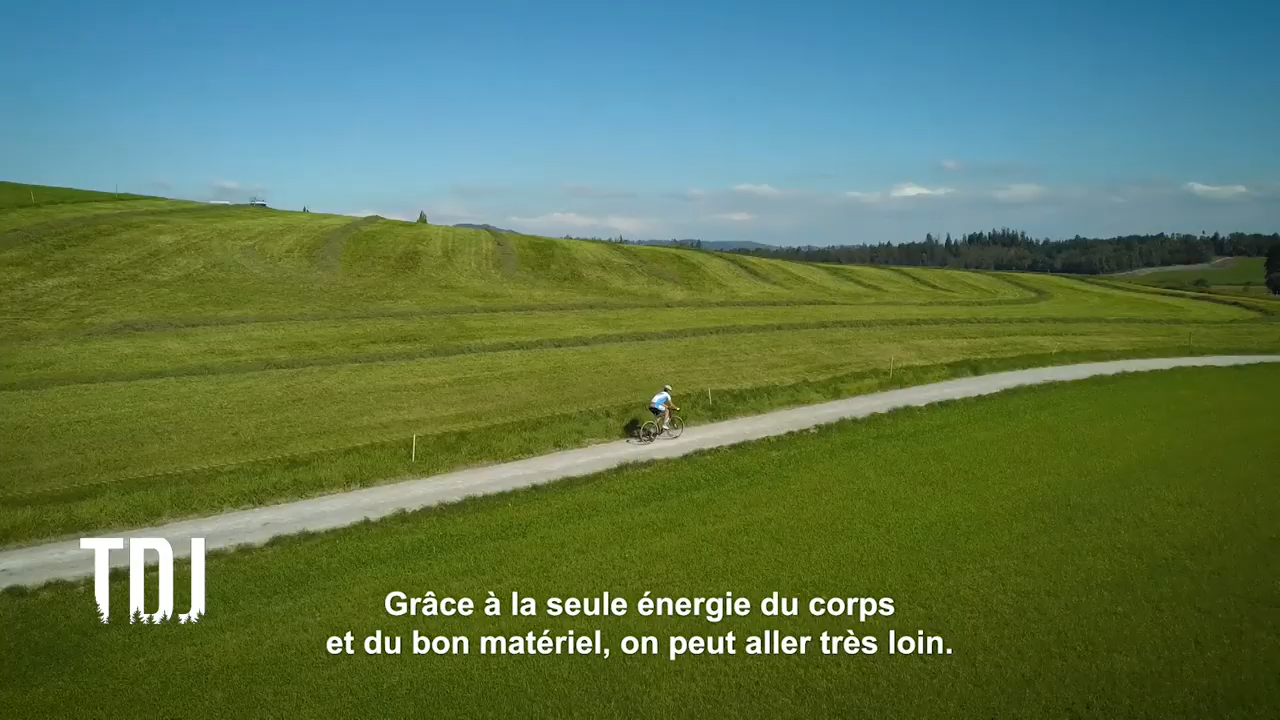 TDJ
Grâce à la seule énergie du corps
et du bon matériel, on peut aller très loin.